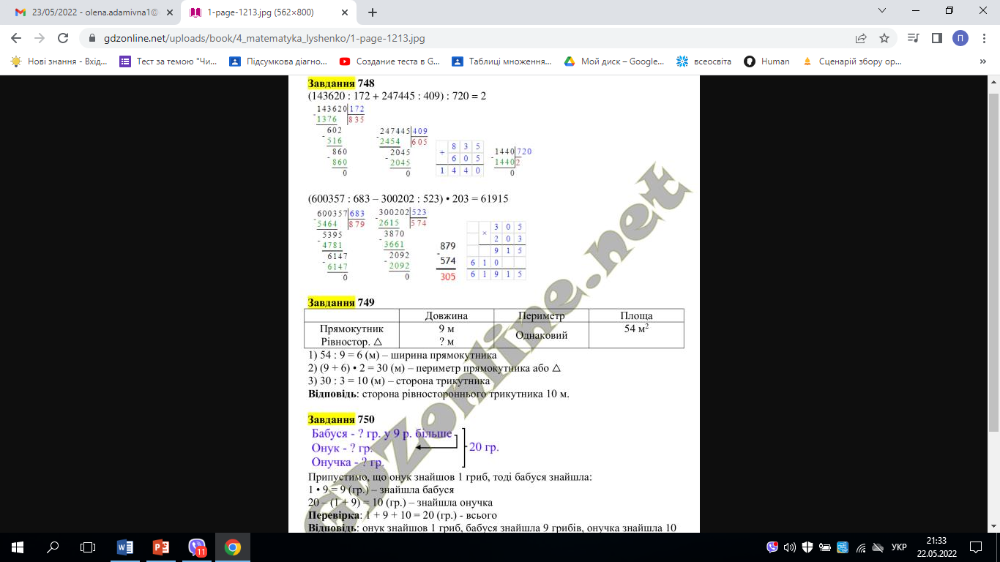 23/05/2022 - olena.adamivna1@
1-page-1213.jpg (562×800)
gdzonline.net/uploads/book/4_matematyka_lyshenko/1-page-1213.jpg
П
Нові знання - Вхід...
Тест за темою "Чи...
Підсумкова діагно...
Создание теста в G...
Таблиці множення...
Мой диск – Google...
всеосвіта
Human
Сценарій збору ор...
»
Завдання 748
(143620 : 172 + 247445 : 409) : 720 = 2
-143620 172
1376 835
-602
516
-860
860
0
-247445 409
2454 605
-2045
2045
0
+ 8 3 5
6 0 5
1 4 4 0
-1440 720
1440 2
0
(600357 : 683 – 300202 : 523) • 203 = 61915
-600357 683
5464 879
-5395
4781
-6147
6147
0
-300202 523
2615 574
-3870
3661
-2092
2092
0
879
-
574
305
× 3 0 5
2 0 3
9 1 5
6 1 0
6 1 9 1 5
Завдання 749
Довжина Периметр Площа
Прямокутник 9 м Однаковий 54 м²
Рівностор. △ ? м
1) 54 : 9 = 6 (м) – ширина прямокутника
2) (9 + 6) • 2 = 30 (м) – периметр прямокутника або △
3) 30 : 3 = 10 (м) – сторона трикутника
Відповідь: сторона рівностороннього трикутника 10 м.
Завдання 750
Бабуся - ? гр. у 9 р. більше
Онук - ? гр. 20 гр.
Онучка - ? гр.
Припустимо, що онук знайшов 1 гриб, тоді бабуся знайшла:
1 • 9 = 9 (гр.) – знайшла бабуся
20 – (1 + 9) = 10 (гр.) – знайшла онучка
Перевірка: 1 + 9 + 10 = 20 (гр.) - всього
Відповідь: онук знайшов 1 гриб, бабуся знайшла 9 грибів, онучка знайшла 10
GDZonline.net
11
УКР
21:33
22.05.2022